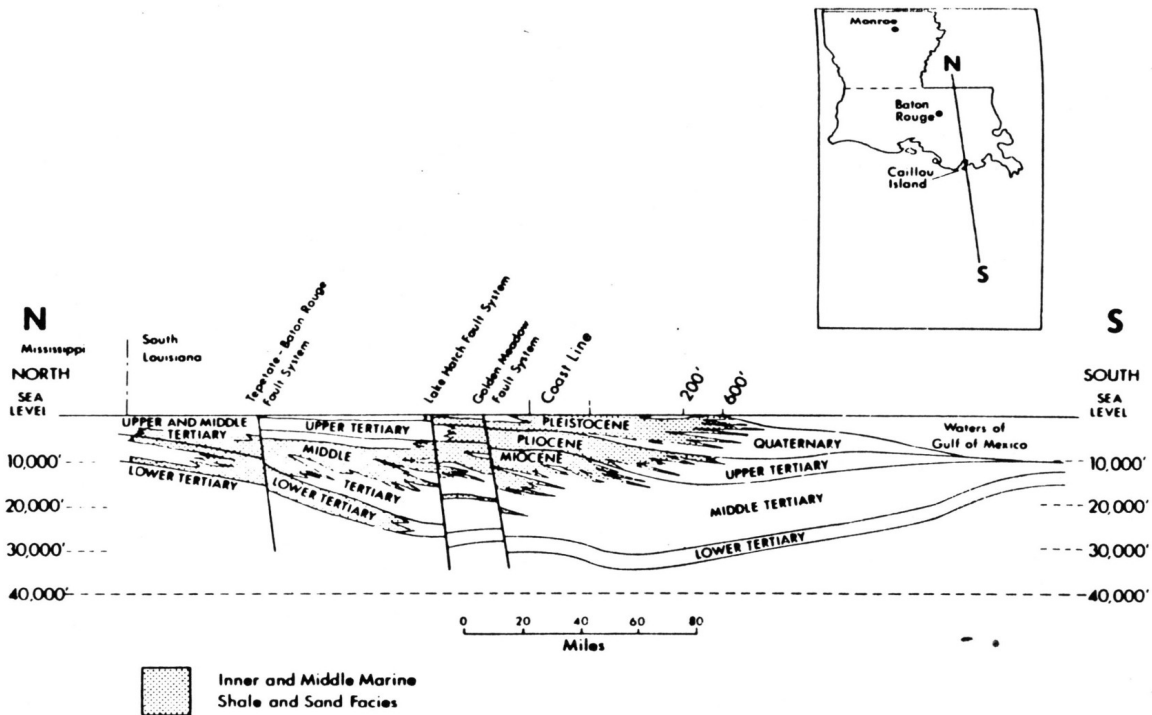 Monroe
N
Baton
Rouge
Caillou
Island
S
N
Mississippi
South
Louisiana
NORTH
SEA
LEVEL
Tepetate-Baton Rouge
Fault System
Lake Hatch Fault System
Golden Meadow
Fault System
Coast Line
200'
600'
S
SOUTH
SEA
LEVEL
UPPER AND MIDDLE
TERTIARY
UPPER TERTIARY
PLEISTOCENE
PLIOCENE
MIOCENE
QUATERNARY
Waters of
Gulf of Mexico
MIDDLE
TERTIARY
UPPER TERTIARY
LOWER TERTIARY
LOWER TERTIARY
MIDDLE TERTIARY
LOWER TERTIARY
10,000'
20,000'
30,000'
40,000'
10,000'
20,000'
30,000'
40,000'
0 20 40 60 80
Miles
Inner and Middle Marine
Shale and Sand Facies